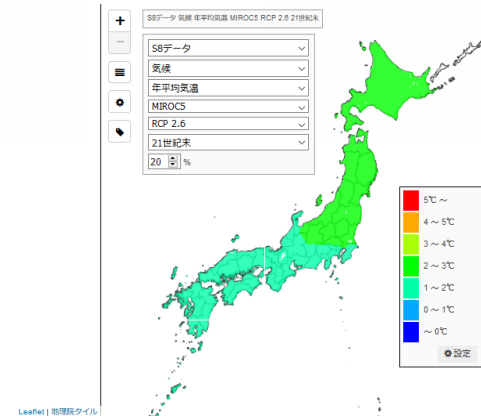 +
S8データ 気候 年平均気温 MIROC5 RCP 2.6 21世紀末
−
S8データ
気候
年平均気温
MIROC5
RCP 2.6
21世紀末
20 %
5℃ ～
4 ～ 5℃
3 ～ 4℃
2 ～ 3℃
1 ～ 2℃
0 ～ 1℃
～ 0℃
設定
Leaflet | 地理院タイル